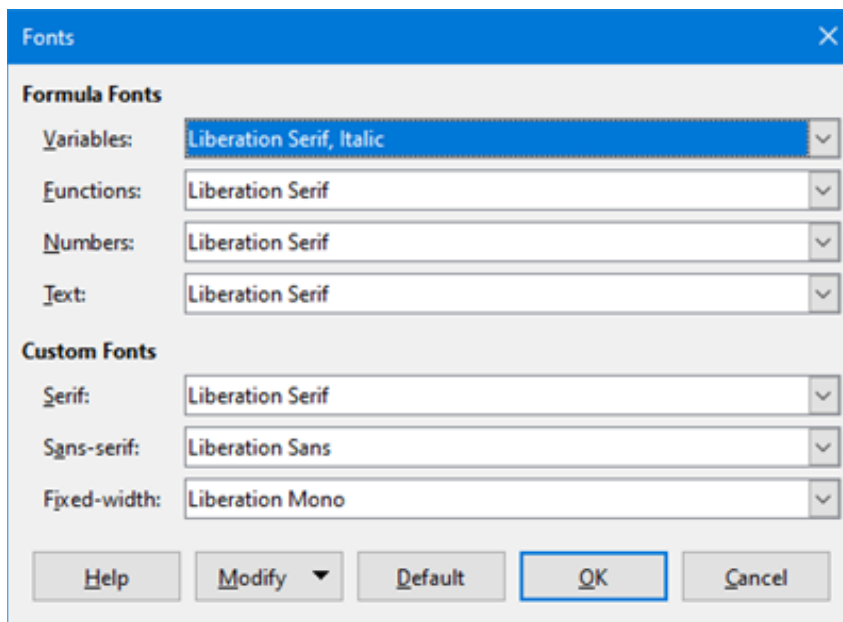 Fonts
Formula Fonts
Variables: Liberation Serif, Italic
Functions: Liberation Serif
Numbers: Liberation Serif
Text: Liberation Serif
Custom Fonts
Serif: Liberation Serif
Sans-serif: Liberation Sans
Fixed-width: Liberation Mono
Help Modify Default OK Cancel